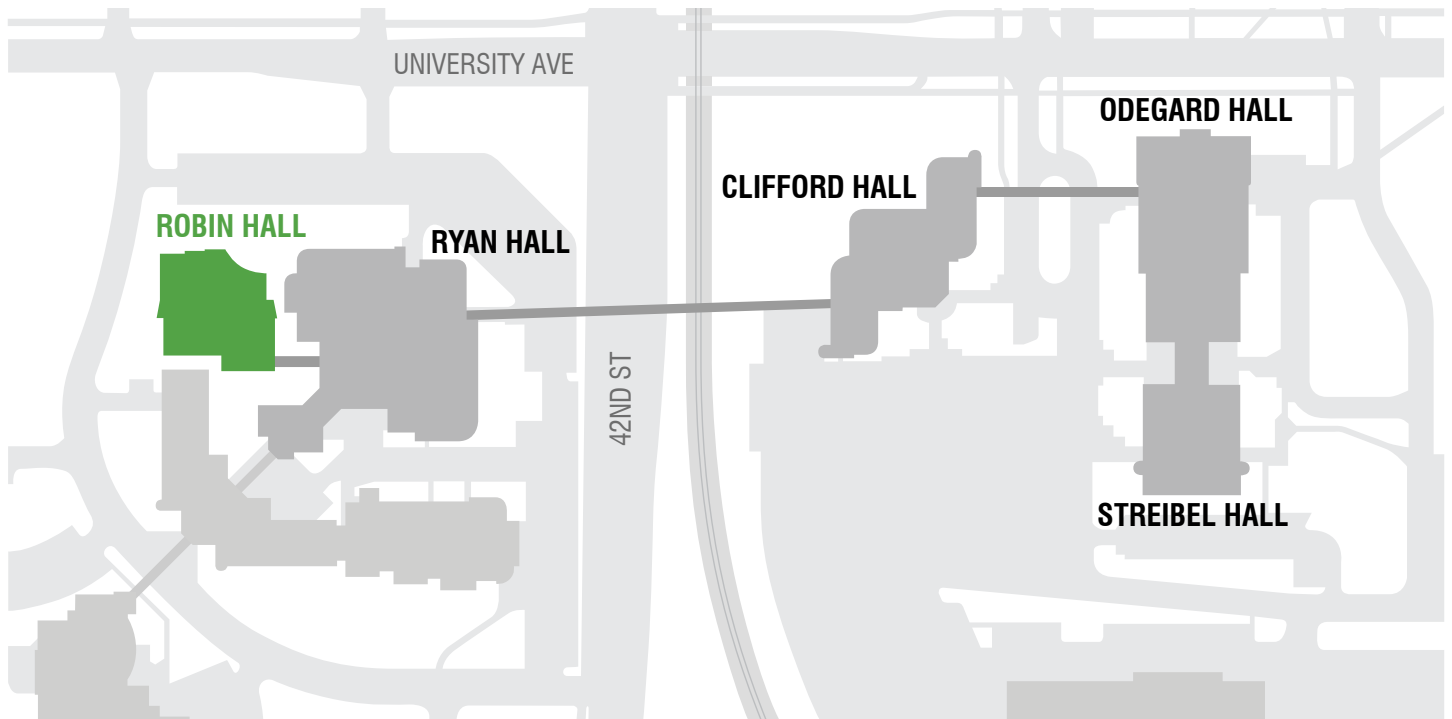 UNIVERSITY AVE
ODEGARD HALL
CLIFFORD HALL
ROBIN HALL
RYAN HALL
42ND ST
STREIBEL HALL